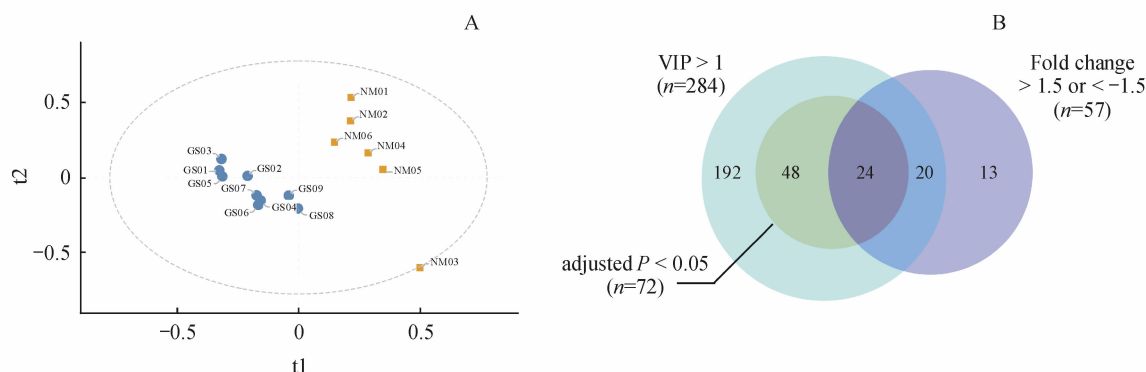 A
0.5
0
−0.5
t2
−0.5
0
0.5
t1
NM01
NM02
NM06
NM04
NM05
NM03
GS03
GS01
GS02
GS05
GS07
GS09
GS04
GS06
GS08
B
VIP > 1
(n=284)
Fold change
> 1.5 or < −1.5
(n=57)
192
48
24
20
13
adjusted P < 0.05
(n=72)